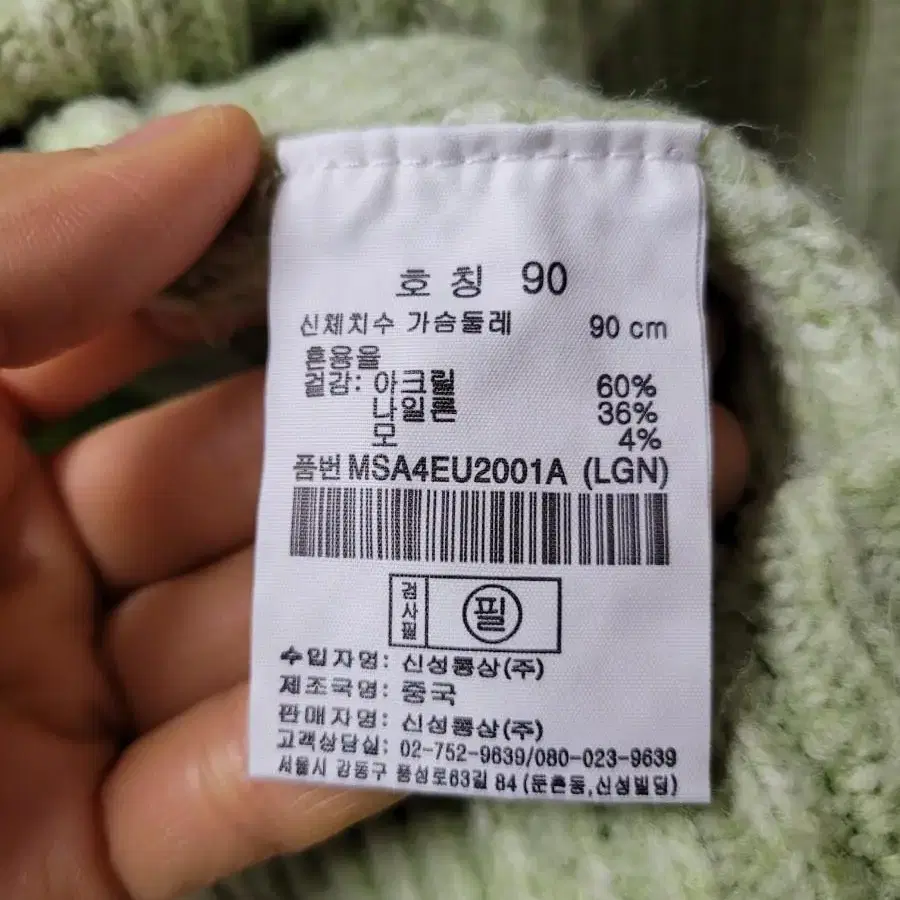 호칭 90
신체치수 가슴둘레 90 cm
혼용율
겉감: 아크릴 60%
나일론 36%
모 4%
품번 MSA4EU2001A (LGN)
검사필 필
수입자명: 신성통상(주)
제조국명: 중국
판매자명: 신성통상(주)
고객상담실: 02-752-9639/080-023-9639
서울시 강동구 풍성로63길 84 (둔촌동,신성빌딩)